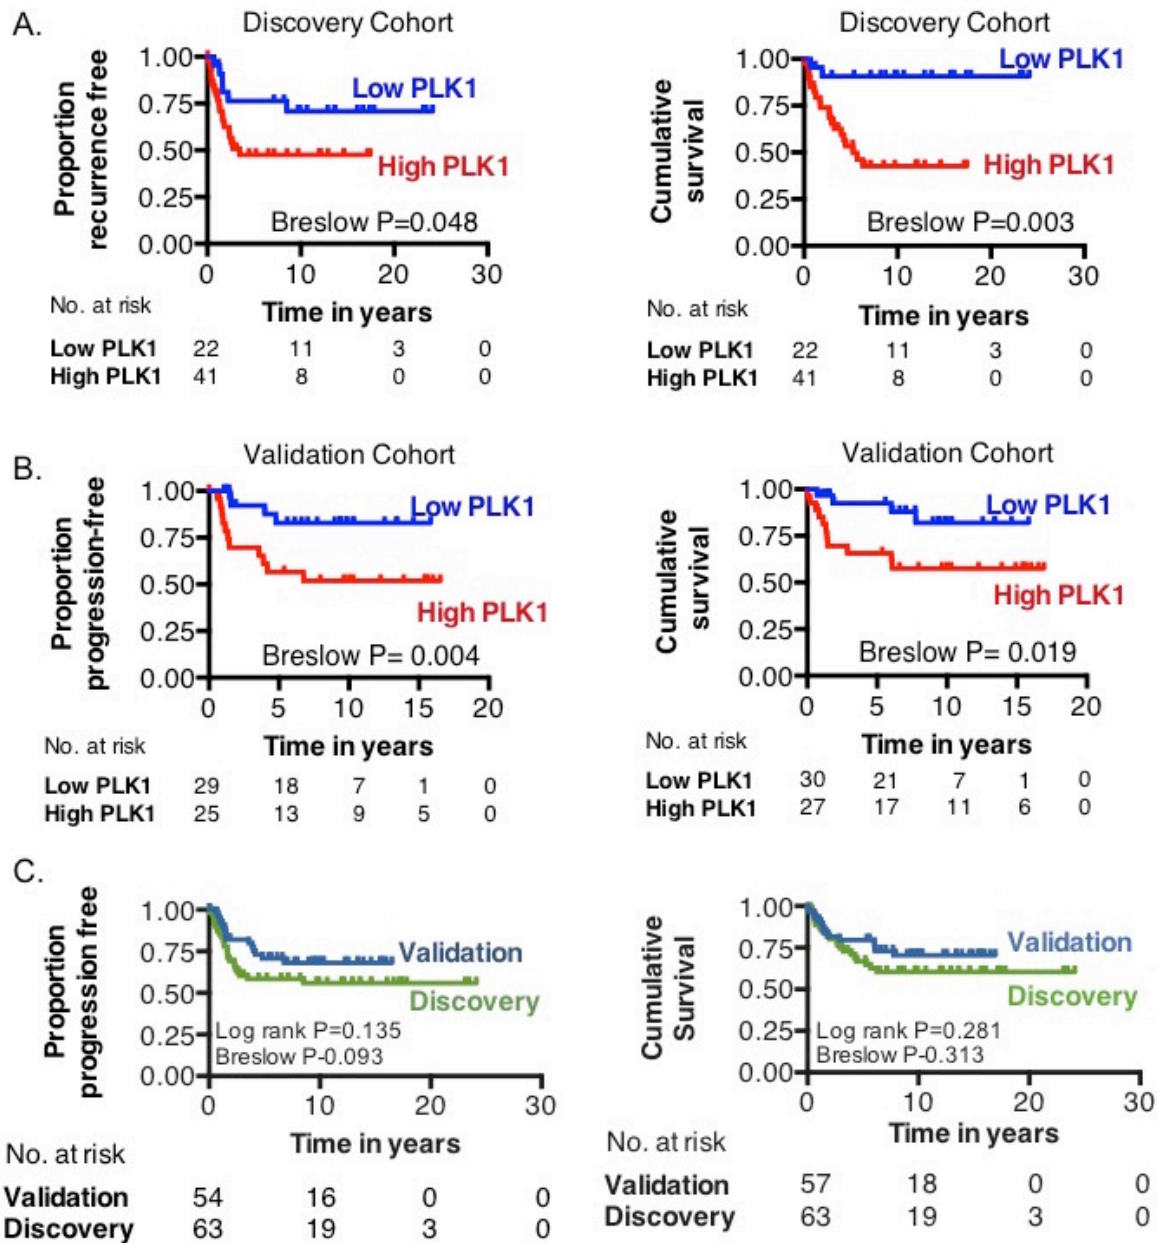 A.
Discovery Cohort
Proportion
recurrence free
1.00
0.75
0.50
0.25
0.00
Low PLK1
High PLK1
Breslow P=0.048
0 10 20 30
Time in years
No. at risk
Low PLK1 22 11 3 0
High PLK1 41 8 0 0
Discovery Cohort
Cumulative
survival
1.00
0.75
0.50
0.25
0.00
Low PLK1
High PLK1
Breslow P=0.003
0 10 20 30
Time in years
No. at risk
Low PLK1 22 11 3 0
High PLK1 41 8 0 0
B.
Validation Cohort
Proportion
progression-free
1.00
0.75
0.50
0.25
0.00
Low PLK1
High PLK1
Breslow P= 0.004
0 5 10 15 20
Time in years
No. at risk
Low PLK1 29 18 7 1 0
High PLK1 25 13 9 5 0
Validation Cohort
Cumulative
survival
1.00
0.75
0.50
0.25
0.00
Low PLK1
High PLK1
Breslow P= 0.019
0 5 10 15 20
Time in years
No. at risk
Low PLK1 30 21 7 1 0
High PLK1 27 17 11 6 0
C.
Proportion
progression free
1.00
0.75
0.50
0.25
0.00
Validation
Discovery
Log rank P=0.135
Breslow P-0.093
0 10 20 30
Time in years
No. at risk
Validation 54 16 0 0
Discovery 63 19 3 0
Cumulative
Survival
1.00
0.75
0.50
0.25
0.00
Validation
Discovery
Log rank P=0.281
Breslow P-0.313
0 10 20 30
Time in years
No. at risk
Validation 57 18 0 0
Discovery 63 19 3 0